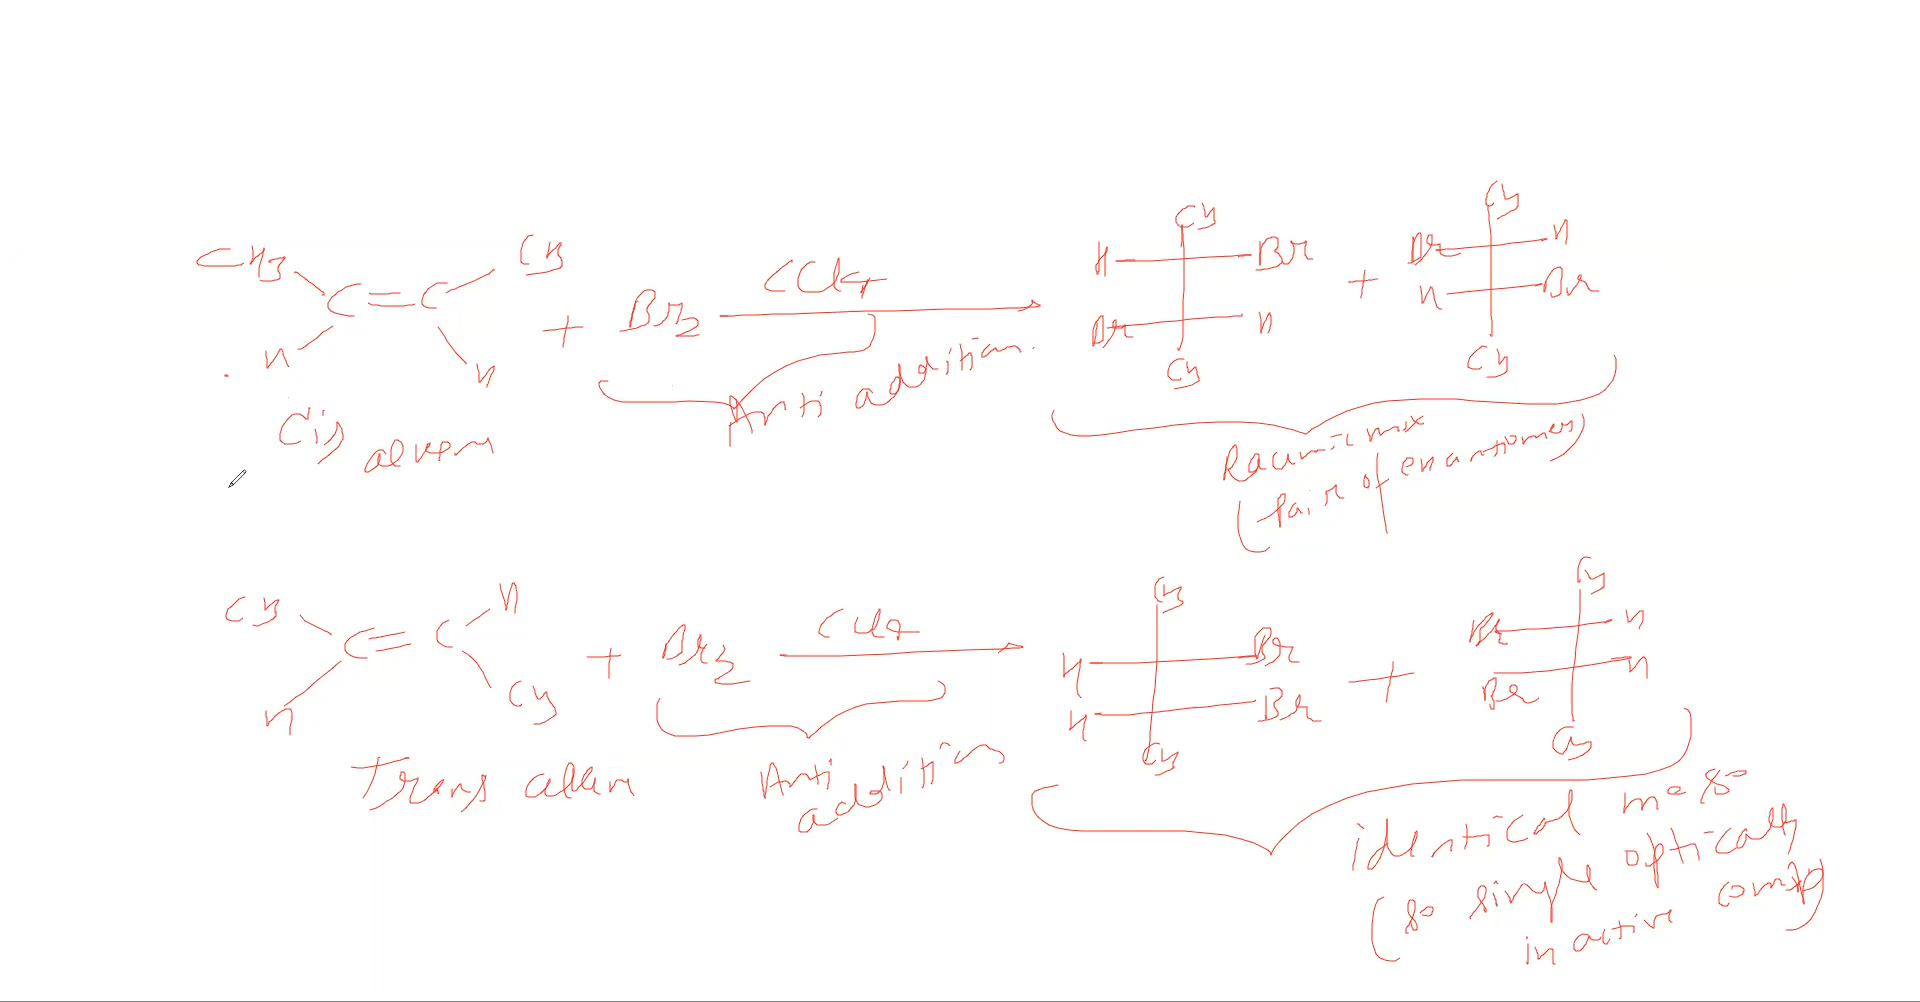 CH3 CH3
C=C
H H
+ Br2
CCl4
Anti addition.
Cis alken
CH3
H Br
Br H
CH3
+
CH3
Br H
H Br
CH3
Racemic mix
(Pair of enantiomers)
CH3 H
C=C
H CH3
+ Br2
CCl4
Anti
addition
Trans alken
CH3
H Br
H Br
CH3
+
CH3
Br H
Br H
CH3
identical meso
(so single optically
inactive comp)